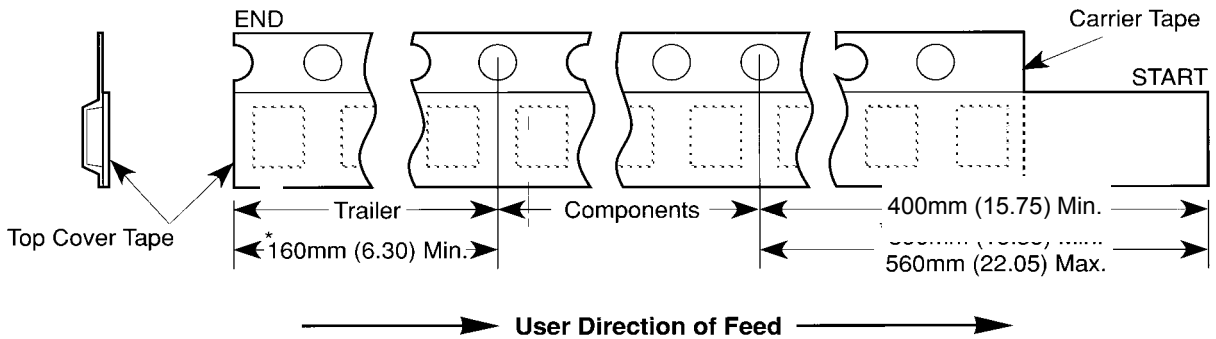 END
Carrier Tape
START
Trailer
Components
400mm (15.75) Min.
Top Cover Tape
*160mm (6.30) Min.
560mm (22.05) Max.
User Direction of Feed